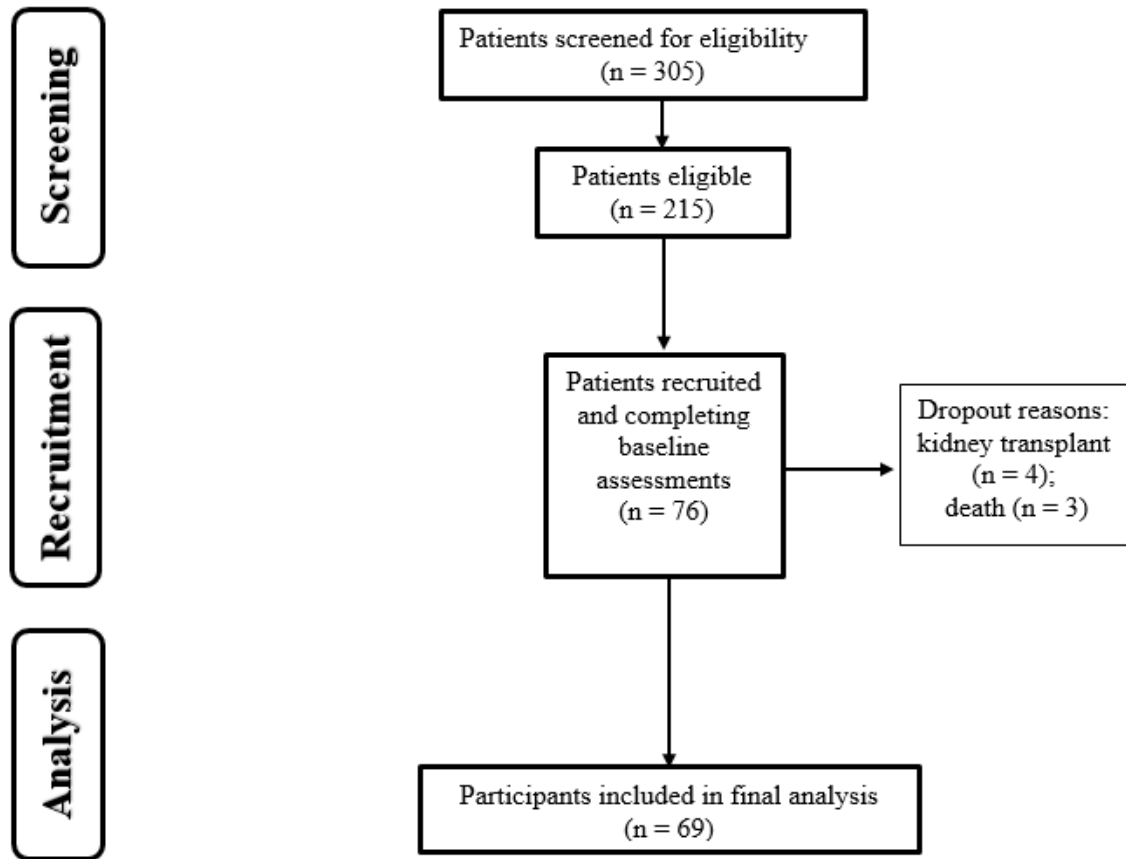 Screening
Patients screened for eligibility
(n = 305)
Patients eligible
(n = 215)
Recruitment
Patients recruited
and completing
baseline
assessments
(n = 76)
Dropout reasons:
kidney transplant
(n = 4);
death (n = 3)
Analysis
Participants included in final analysis
(n = 69)